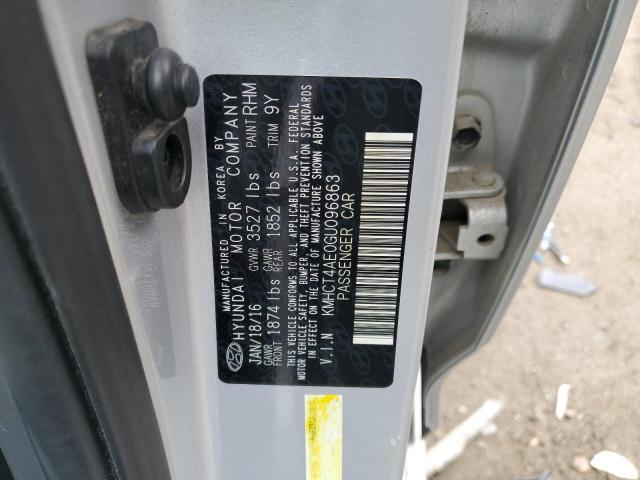 MANUFACTURED IN KOREA BY
HYUNDAI MOTOR COMPANY
JAN/18/16 GVWR 3527 lbs PAINT RHM
GAWR FRONT 1874 lbs GAWR REAR 1852 lbs TRIM 9Y
THIS VEHICLE CONFORMS TO ALL APPLICABLE U.S.A. FEDERAL
MOTOR VEHICLE SAFETY, BUMPER, AND THEFT PREVENTION STANDARDS
IN EFFECT ON THE DATE OF MANUFACTURE SHOWN ABOVE
V.I.N KMHCT4AE0GU096863
PASSENGER CAR